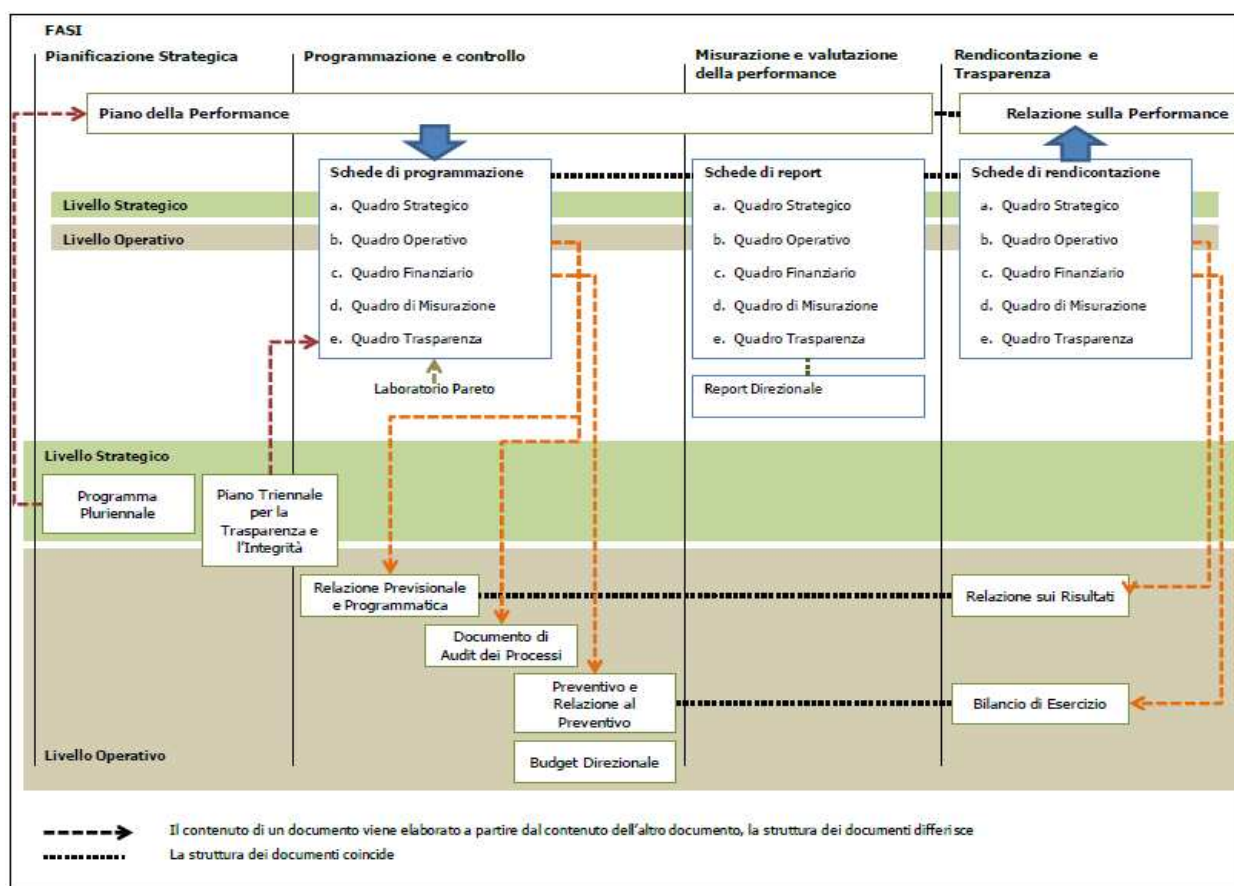 FASI
Pianificazione Strategica
Programmazione e controllo
Misurazione e valutazione
della performance
Rendicontazione e
Trasparenza
Piano della Performance
Relazione sulla Performance
Schede di programmazione
a. Quadro Strategico
b. Quadro Operativo
c. Quadro Finanziario
d. Quadro di Misurazione
e. Quadro Trasparenza
Schede di report
a. Quadro Strategico
b. Quadro Operativo
c. Quadro Finanziario
d. Quadro di Misurazione
e. Quadro Trasparenza
Schede di rendicontazione
a. Quadro Strategico
b. Quadro Operativo
c. Quadro Finanziario
d. Quadro di Misurazione
e. Quadro Trasparenza
Livello Strategico
Livello Operativo
Laboratorio Pareto
Report Direzionale
Livello Strategico
Programma
Pluriennale
Piano Triennale
per la
Trasparenza e
l'Integrità
Relazione Previsionale
e Programmatica
Relazione sui Risultati
Documento di
Audit dei Processi
Preventivo e
Relazione al
Preventivo
Bilancio di Esercizio
Livello Operativo
Budget Direzionale
Il contenuto di un documento viene elaborato a partire dal contenuto dell'altro documento, la struttura dei documenti differisce
La struttura dei documenti coincide